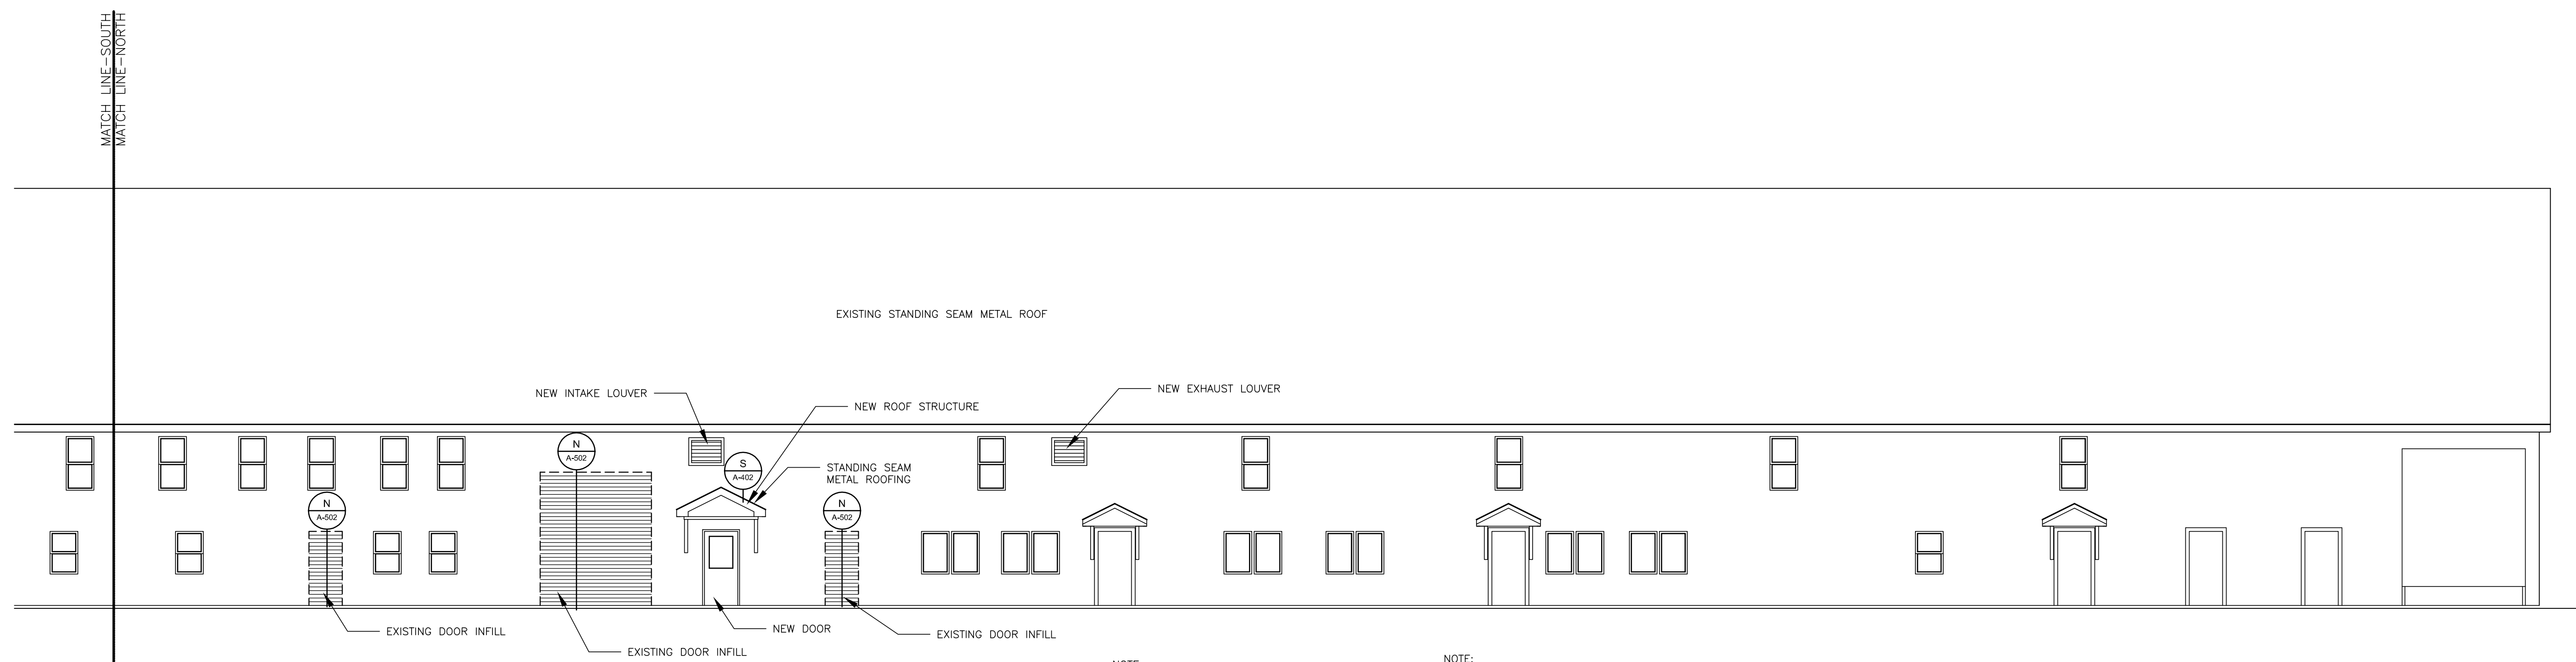 MATCH LINE-SOUTH
MATCH LINE-NORTH
EXISTING STANDING SEAM METAL ROOF
NEW INTAKE LOUVER
NEW EXHAUST LOUVER
NEW ROOF STRUCTURE
N
A-502
S
A-402
STANDING SEAM
METAL ROOFING
N
A-502
N
A-502
EXISTING DOOR INFILL
NEW DOOR
EXISTING DOOR INFILL
EXISTING DOOR INFILL
NOTE: